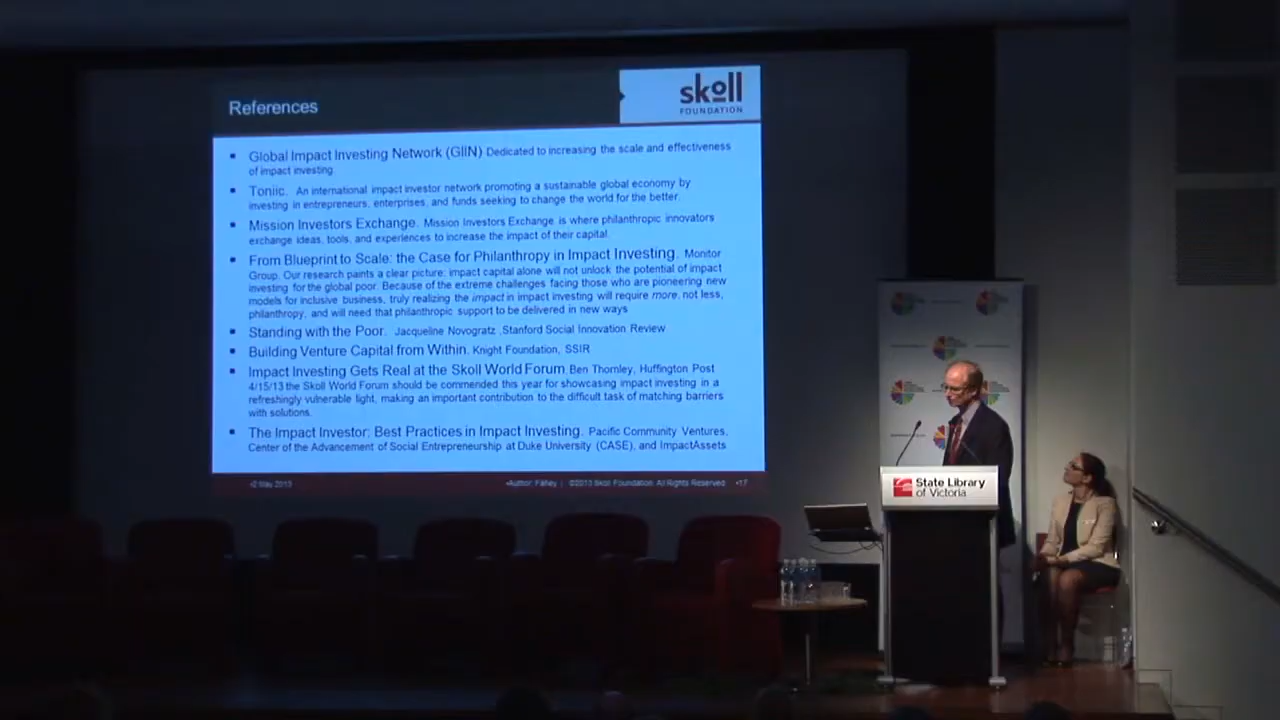 References
skoll
FOUNDATION
Global Impact Investing Network (GIIN) Dedicated to increasing the scale and effectiveness
of impact investing
Toniic. An international impact investor network promoting a sustainable global economy by
investing in entrepreneurs, enterprises, and funds seeking to change the world for the better.
Mission Investors Exchange. Mission Investors Exchange is where philanthropic innovators
exchange ideas, tools, and experiences to increase the impact of their capital.
From Blueprint to Scale: the Case for Philanthropy in Impact Investing. Monitor
Group. Our research paints a clear picture: impact capital alone will not unlock the potential of impact
investing for the global poor. Because of the extreme challenges facing those who are pioneering new
models for inclusive business, truly realizing the impact in impact investing will require more, not less,
philanthropy, and will need that philanthropic support to be delivered in new ways
Standing with the Poor. Jacqueline Novogratz ,Stanford Social Innovation Review
Building Venture Capital from Within. Knight Foundation, SSIR
Impact Investing Gets Real at the Skoll World Forum Ben Thornley, Huffington Post
4/15/13 the Skoll World Forum should be commended this year for showcasing impact investing in a
refreshingly vulnerable light, making an important contribution to the difficult task of matching barriers
with solutions.
The Impact Investor: Best Practices in Impact Investing. Pacific Community Ventures,
Center of the Advancement of Social Entrepreneurship at Duke University (CASE), and ImpactAssets
•2 May 2013
•Author: Fahey | ©2013 Skoll Foundation. All Rights Reserved •17
State Library
of Victoria